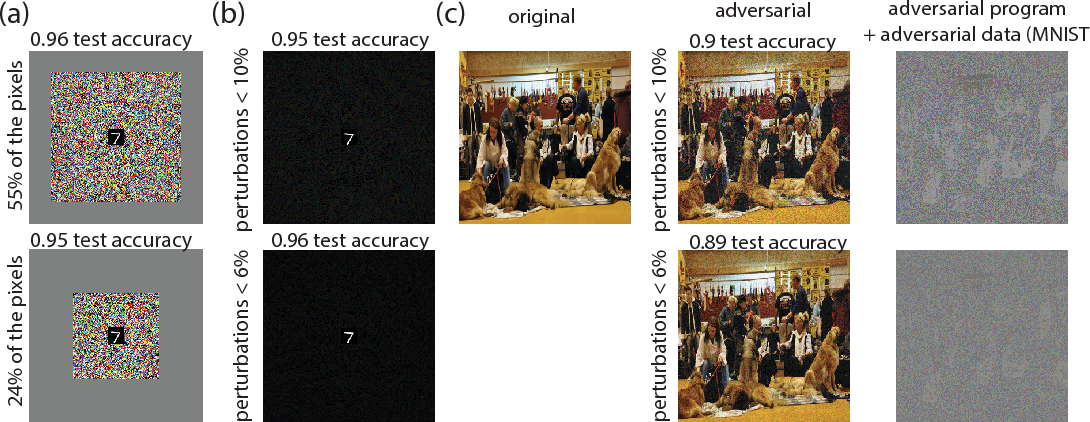 (a)
0.96 test accuracy
55% of the pixels
7
0.95 test accuracy
24% of the pixels
7
(b)
0.95 test accuracy
perturbations < 10%
7
0.96 test accuracy
perturbations < 6%
7
(c)
original
adversarial
0.9 test accuracy
perturbations < 10%
0.89 test accuracy
perturbations < 6%
adversarial program
+ adversarial data (MNIST